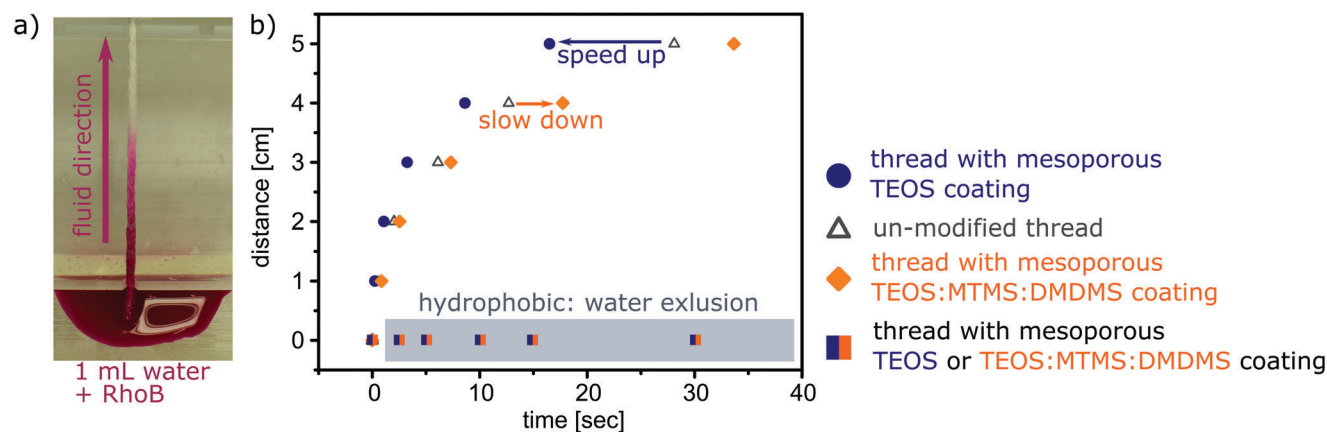 a)
fluid direction
1 mL water
+ RhoB
b)
distance [cm]
5
4
3
2
1
0
speed up
slow down
hydrophobic: water exlusion
0
10
20
30
40
time [sec]
thread with mesoporous
TEOS coating
un-modified thread
thread with mesoporous
TEOS:MTMS:DMDMS coating
thread with mesoporous
TEOS or TEOS:MTMS:DMDMS coating